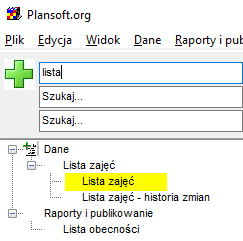 Plansoft.org
Plik Edycja Widok Dane Raporty i pu
lista
Szukaj...
Szukaj...
Dane
Lista zajęć
Lista zajęć
Lista zajęć - historia zmian
Raporty i publikowanie
Lista obecności